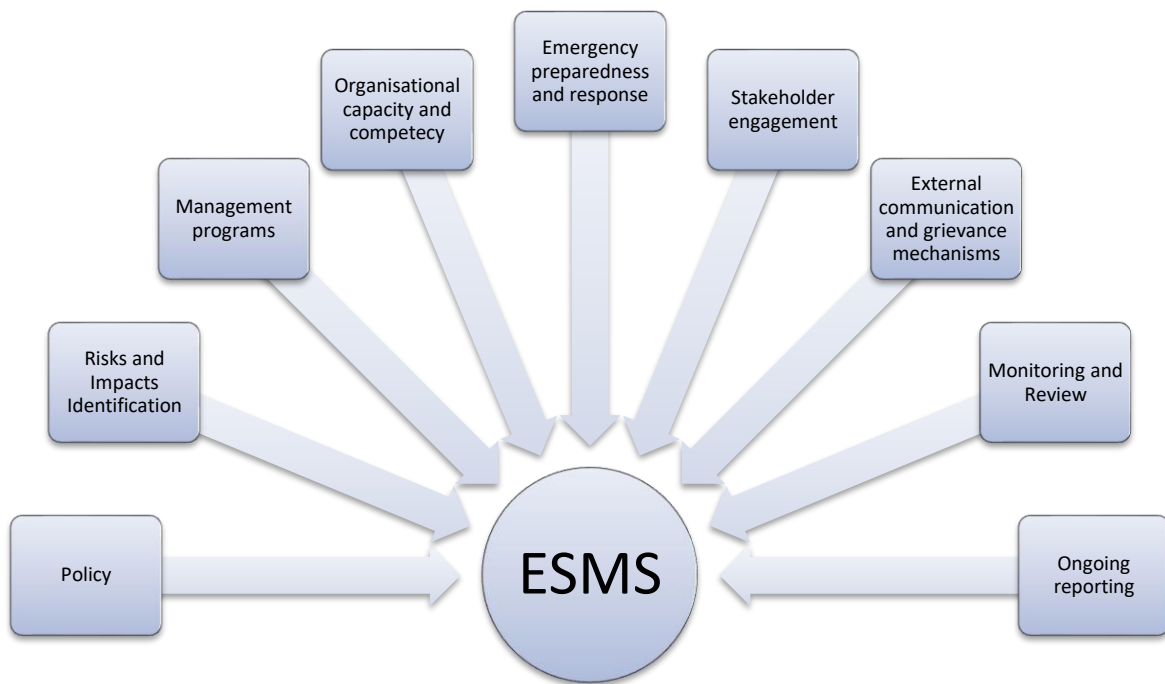 Emergency
preparedness
and response
Organisational
capacity and
competecy
Stakeholder
engagement
Management
programs
External
communication
and grievance
mechanisms
Risks and
Impacts
Identification
Monitoring and
Review
Policy
ESMS
Ongoing
reporting